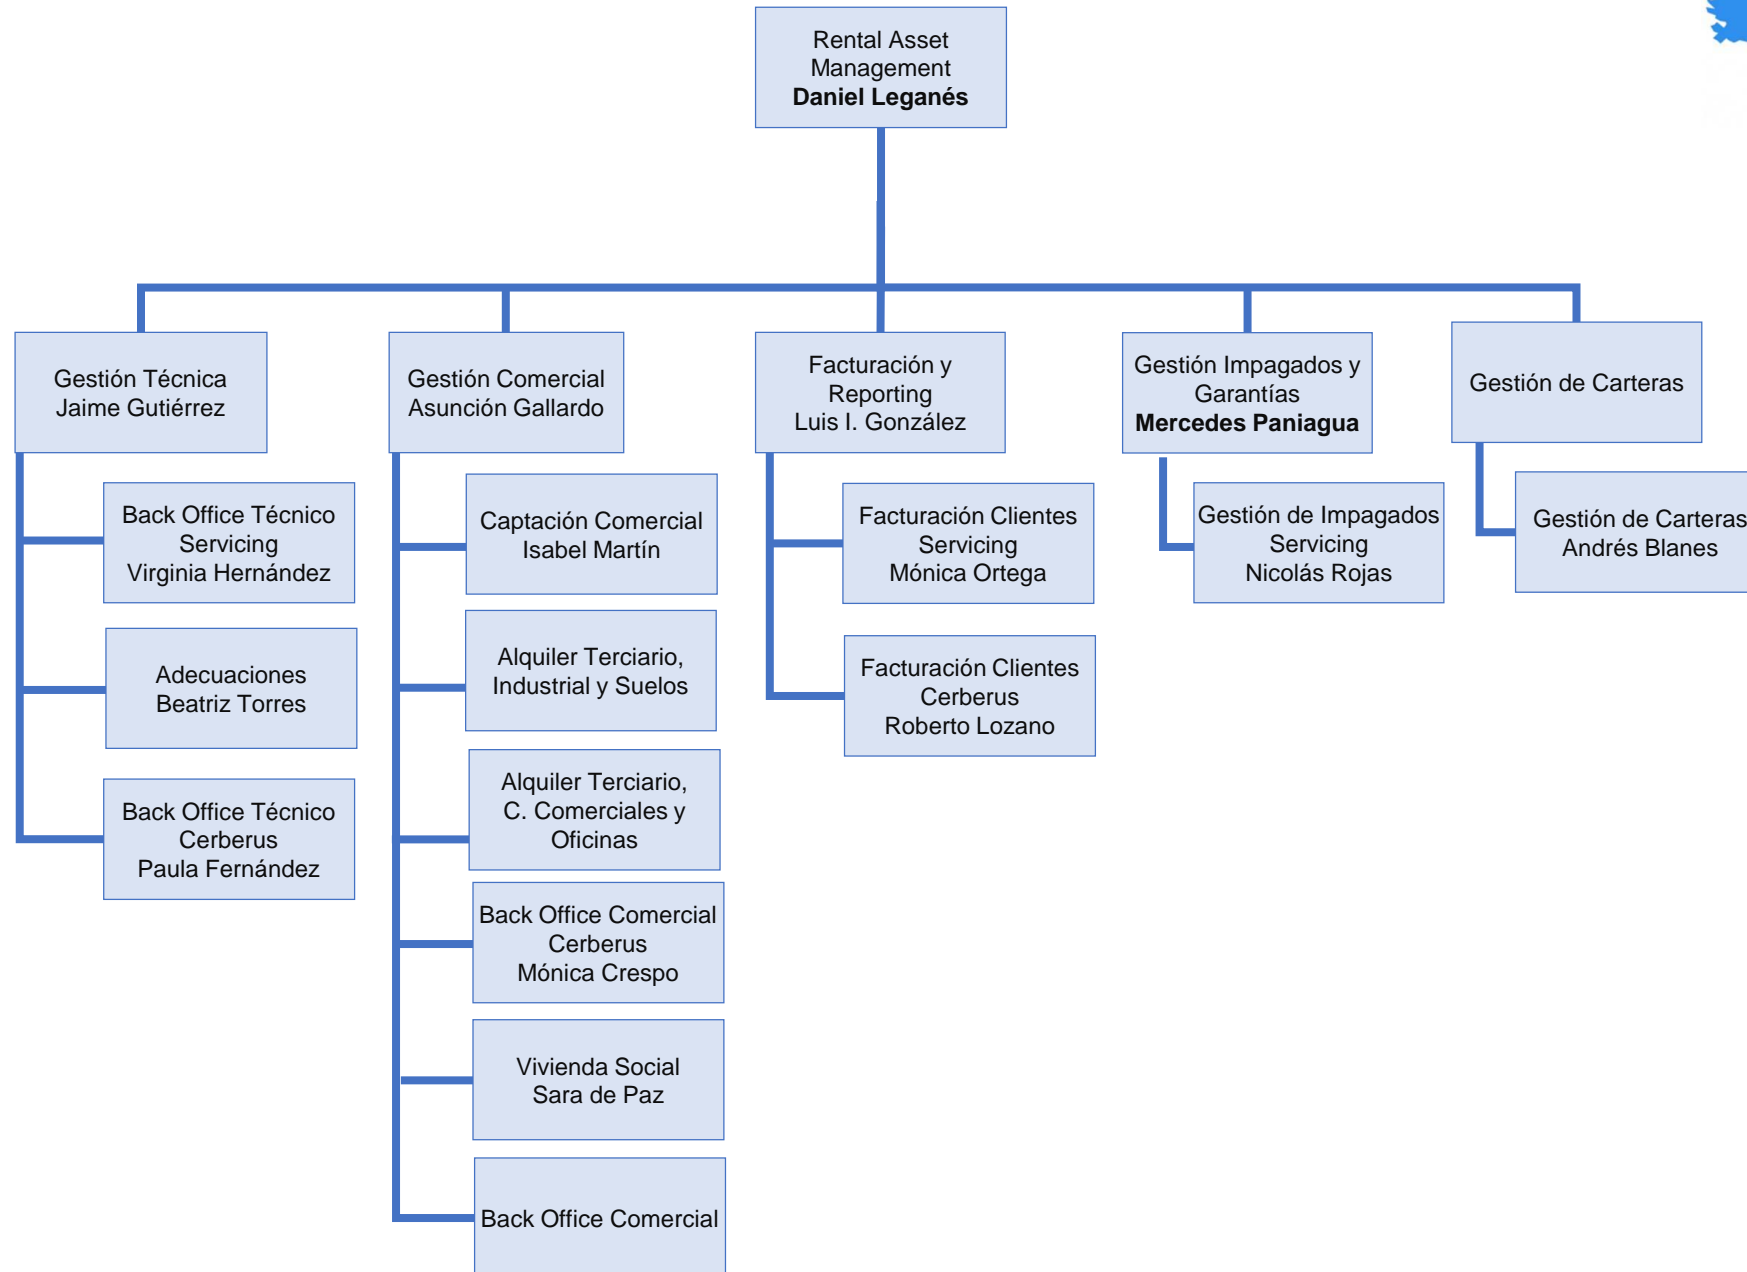 Rental Asset
Management
Daniel Leganés
Gestión Técnica
Jaime Gutiérrez
Back Office Técnico
Servicing
Virginia Hernández
Adecuaciones
Beatriz Torres
Back Office Técnico
Cerberus
Paula Fernández
Gestión Comercial
Asunción Gallardo
Captación Comercial
Isabel Martín
Alquiler Terciario,
Industrial y Suelos
Alquiler Terciario,
C. Comerciales y
Oficinas
Back Office Comercial
Cerberus
Mónica Crespo
Vivienda Social
Sara de Paz
Back Office Comercial
Facturación y
Reporting
Luis I. González
Facturación Clientes
Servicing
Mónica Ortega
Facturación Clientes
Cerberus
Roberto Lozano
Gestión Impagados y
Garantías
Mercedes Paniagua
Gestión de Impagados
Servicing
Nicolás Rojas
Gestión de Carteras
Gestión de Carteras
Andrés Blanes